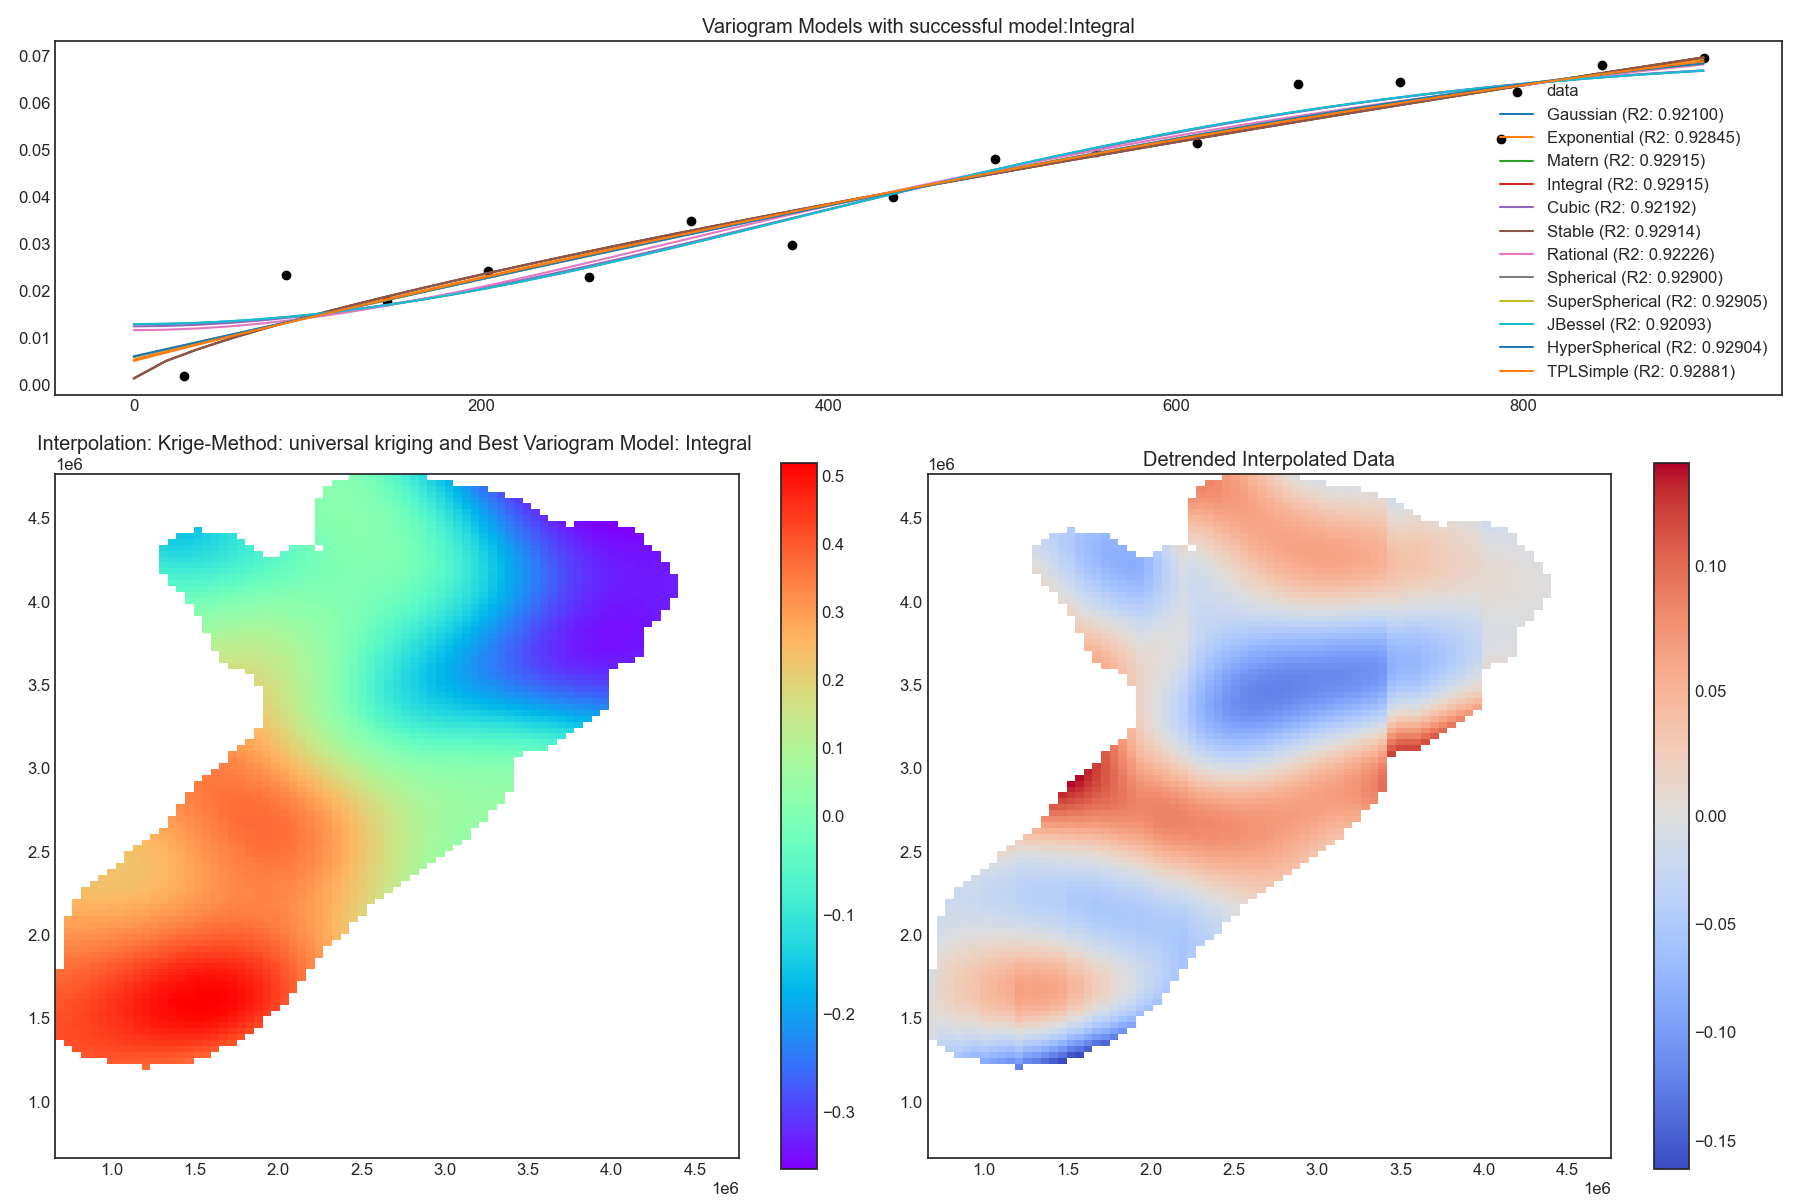 Variogram Models with successful model:Integral
0.07
0.06
0.05
0.04
0.03
0.02
0.01
0.00
data
Gaussian (R2: 0.92100)
Exponential (R2: 0.92845)
Matern (R2: 0.92915)
Integral (R2: 0.92915)
Cubic (R2: 0.92192)
Stable (R2: 0.92914)
Rational (R2: 0.92226)
Spherical (R2: 0.92900)
SuperSpherical (R2: 0.92905)
JBessel (R2: 0.92093)
HyperSpherical (R2: 0.92904)
TPLSimple (R2: 0.92881)
0 200 400 600 800
Interpolation: Krige-Method: universal kriging and Best Variogram Model: Integral
1e6
4.5
4.0
3.5
3.0
2.5
2.0
1.5
1.0
1.0 1.5 2.0 2.5 3.0 3.5 4.0 4.5
1e6
0.5
0.4
0.3
0.2
0.1
0.0
−0.1
−0.2
−0.3
Detrended Interpolated Data
1e6
4.5
4.0
3.5
3.0
2.5
2.0
1.5
1.0
1.0 1.5 2.0 2.5 3.0 3.5 4.0 4.5
1e6
0.10
0.05
0.00
−0.05
−0.10
−0.15